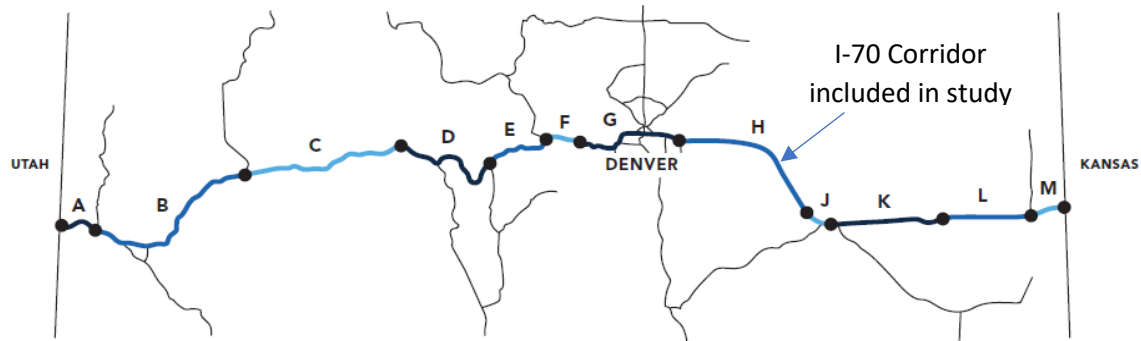 I-70 Corridor
included in study
UTAH
A
B
C
D
E
F
G
DENVER
H
J
K
L
M
KANSAS